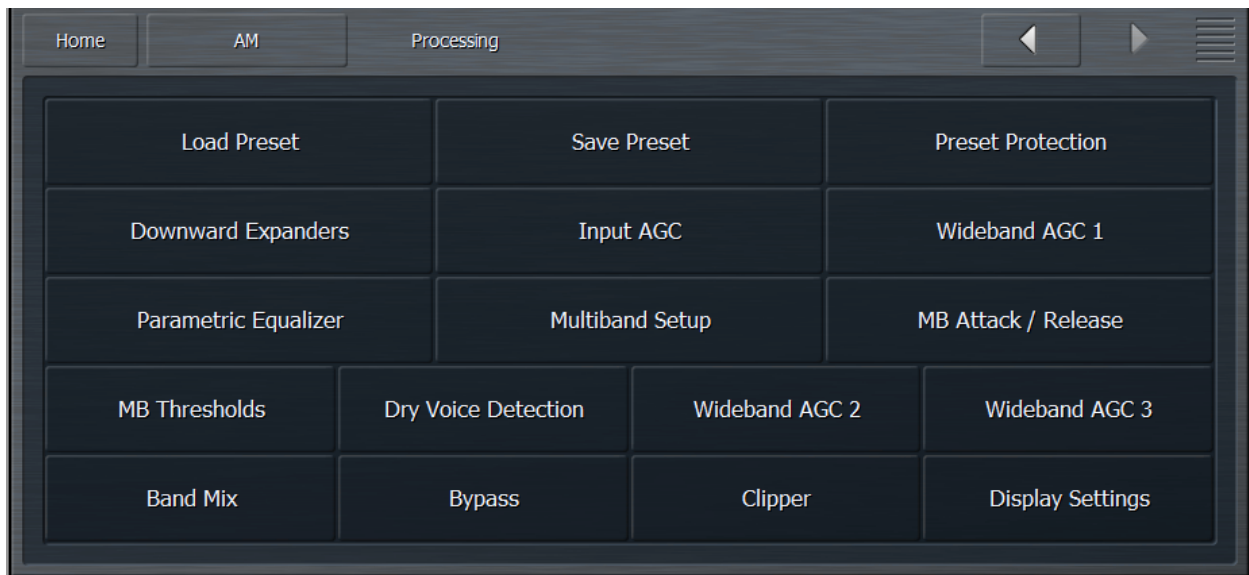 Home AM Processing
Load Preset Save Preset Preset Protection
Downward Expanders Input AGC Wideband AGC 1
Parametric Equalizer Multiband Setup MB Attack / Release
MB Thresholds Dry Voice Detection Wideband AGC 2 Wideband AGC 3
Band Mix Bypass Clipper Display Settings